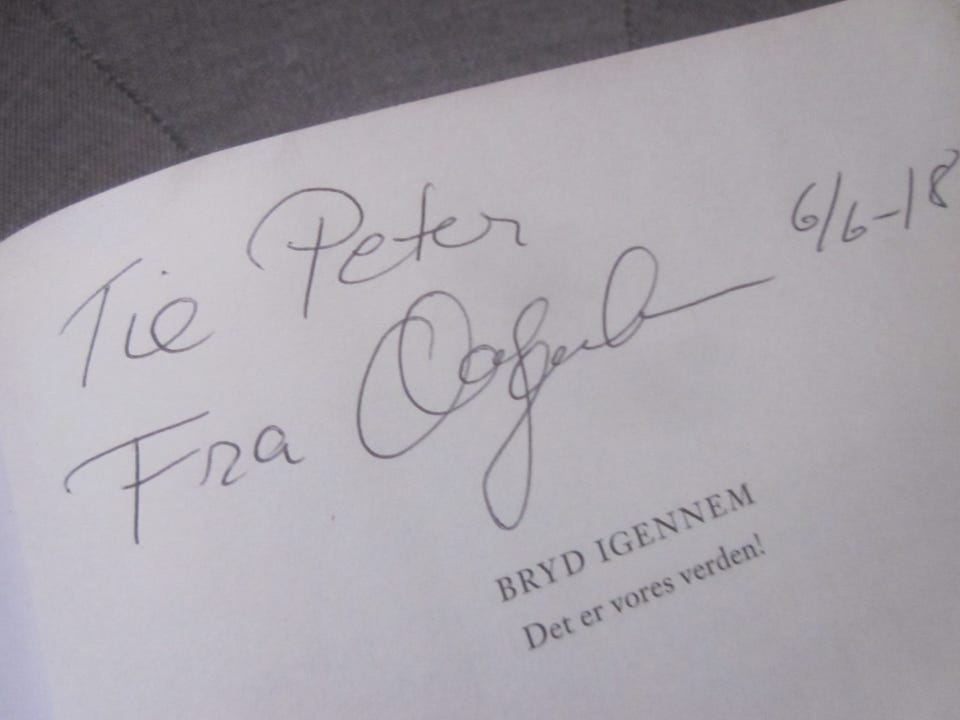 Til Peter
6/6-18
Fra
BRYD IGENNEM
Det er vores verden!